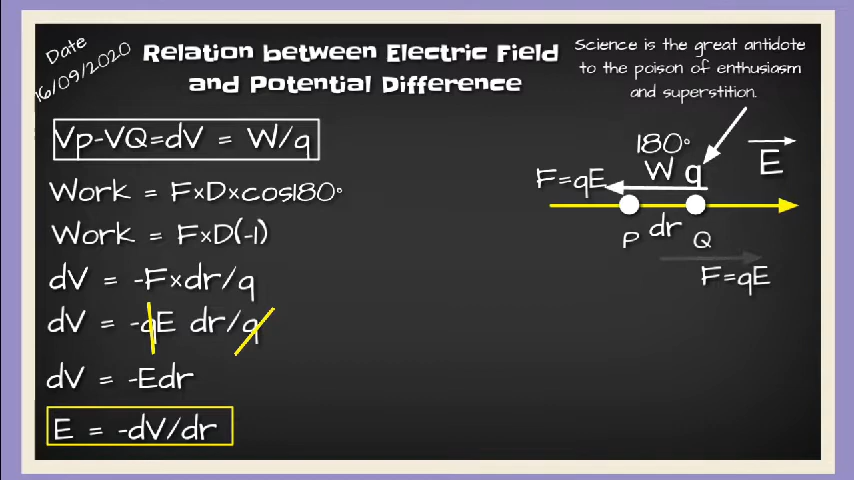 Date
16/09/2020
Relation between Electric Field
and Potential Difference
Science is the great antidote
to the poison of enthusiasm
and superstition.
Vp-VQ=dV = W/q
Work = F×D×cos180°
Work = F×D(-1)
dV = -F×dr/q
dV = -qE dr/q
dV = -Edr
E = -dV/dr
180°
W q
E
F=qE
dr
P Q
F=qE